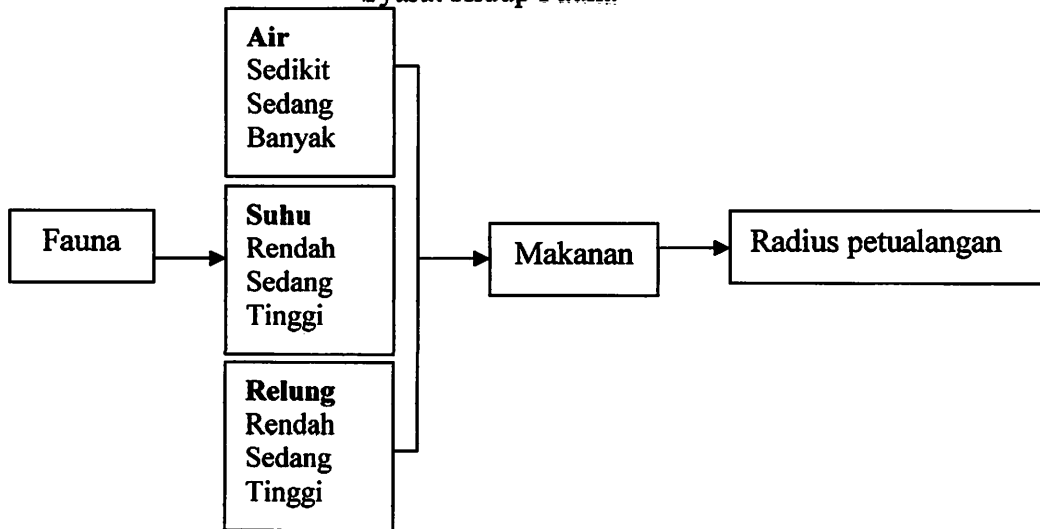 Air
Sedikit
Sedang
Banyak
Fauna
Suhu
Rendah
Sedang
Tinggi
Makanan
Radius petualangan
Relung
Rendah
Sedang
Tinggi